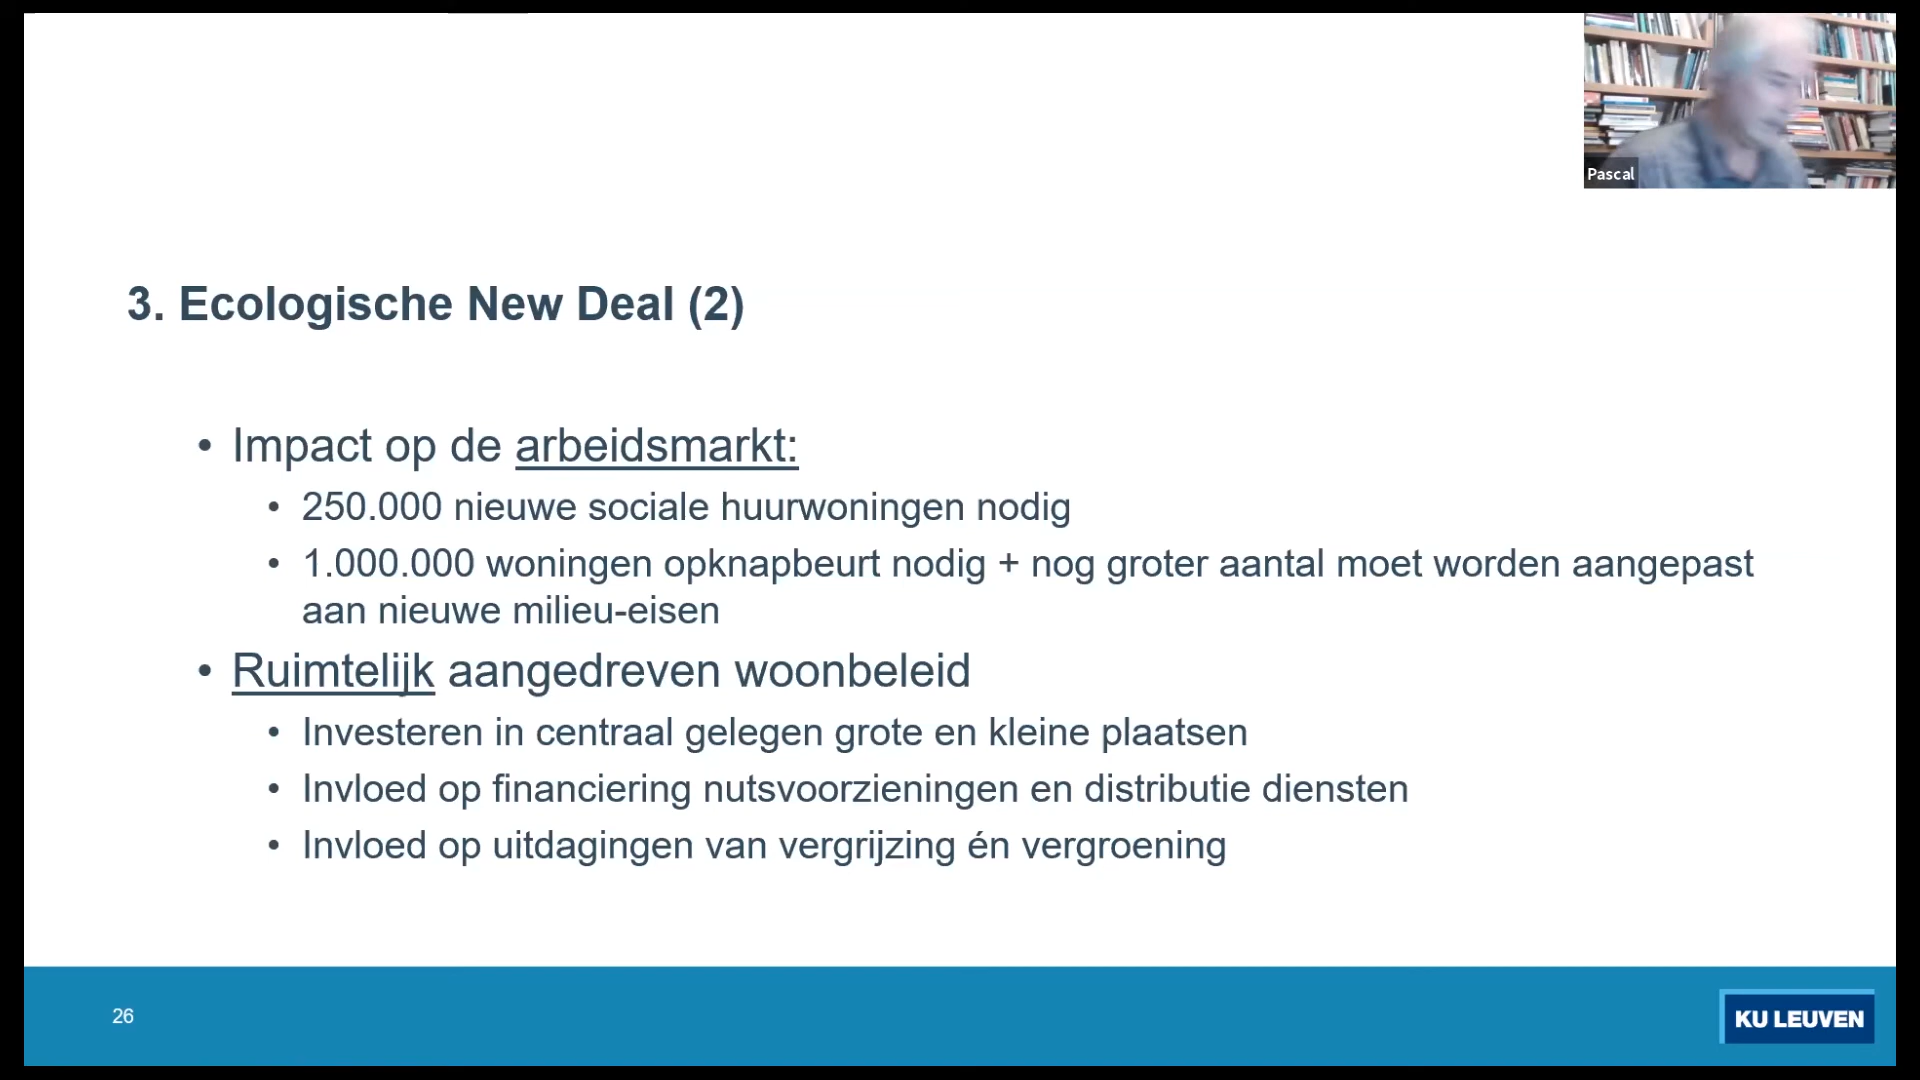 Pascal
3. Ecologische New Deal (2)
• Impact op de arbeidsmarkt:
• 250.000 nieuwe sociale huurwoningen nodig
• 1.000.000 woningen opknapbeurt nodig + nog groter aantal moet worden aangepast
aan nieuwe milieu-eisen
• Ruimtelijk aangedreven woonbeleid
• Investeren in centraal gelegen grote en kleine plaatsen
• Invloed op financiering nutsvoorzieningen en distributie diensten
• Invloed op uitdagingen van vergrijzing én vergroening
26
KU LEUVEN